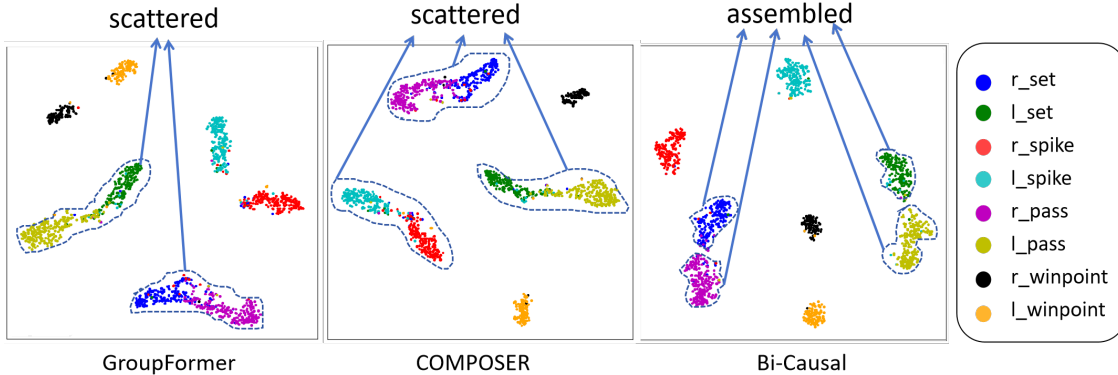 scattered
scattered
assembled
r_set
l_set
r_spike
l_spike
r_pass
l_pass
r_winpoint
l_winpoint
GroupFormer
COMPOSER
Bi-Causal